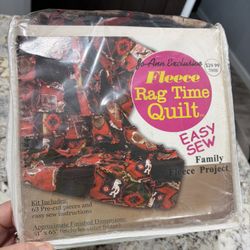 Jo-Ann Exclusive
$29.99
Fleece
Rag Time
Quilt
EASY
SEW
Family
Fleece Project
Kit Includes:
63 Pre-cut pieces and
easy sew instructions
Approximate Finished Dimensions: